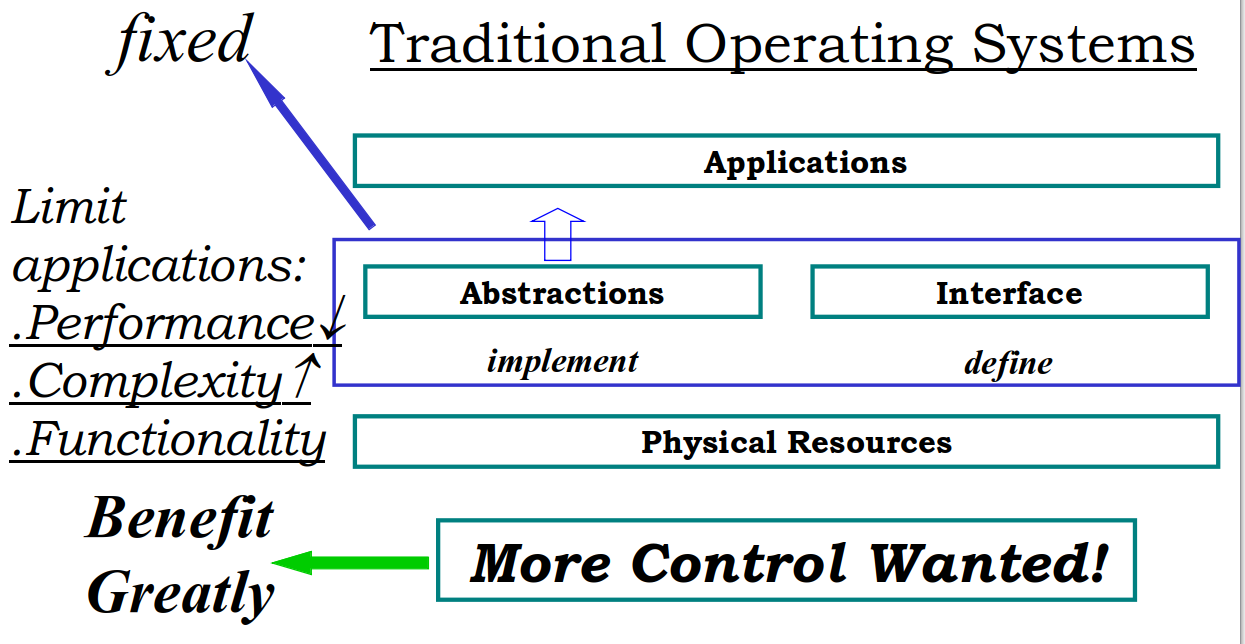 fixed
Traditional Operating Systems
Applications
Limit
applications:
.Performance↓
.Complexity↑
.Functionality
Abstractions
Interface
implement
define
Physical Resources
Benefit
Greatly
More Control Wanted!